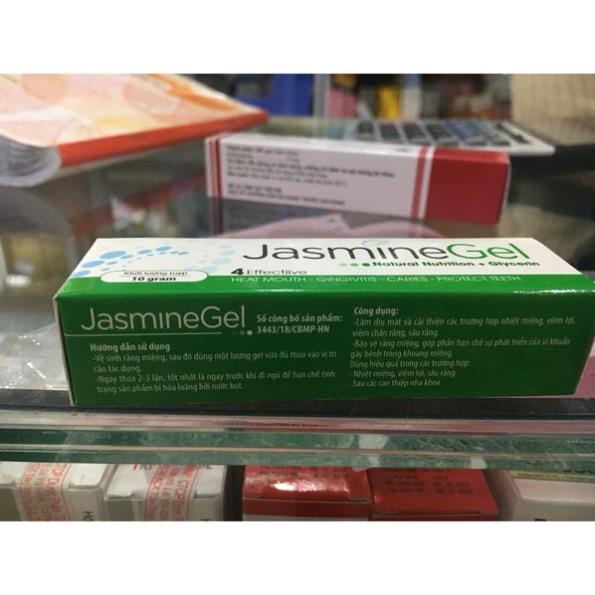 JasmineGel
Natural Nutrition + Glycerin
Khối lượng tuýp:
10 gram
4 Effective
HEAT MOUTH - GINGIVITIS - CARIES - PROTECT TEETH
JasmineGel
Số công bố sản phẩm:
3443/18/CBMP-HN
Hướng dẫn sử dụng
-Vệ sinh răng miệng, sau đó dùng một lượng gel vừa đủ thoa vào vị trí
cần tác dụng.
-Ngày thoa 2-3 lần, tốt nhất là ngay trước khi đi ngủ để hạn chế tình
trạng sản phẩm bị hòa loãng bởi nước bọt.
Công dụng:
- Làm dịu mát và cải thiện các trường hợp nhiệt miệng, viêm lợi,
viêm chân răng, sâu răng.
-Bảo vệ răng miệng, góp phần hạn chế sự phát triển của vi khuẩn
gây bệnh trong khoang miệng.
Dùng hiệu quả trong các trường hợp:
- Nhiệt miệng, viêm lợi, sâu răng
- Sau các can thiệp nha khoa